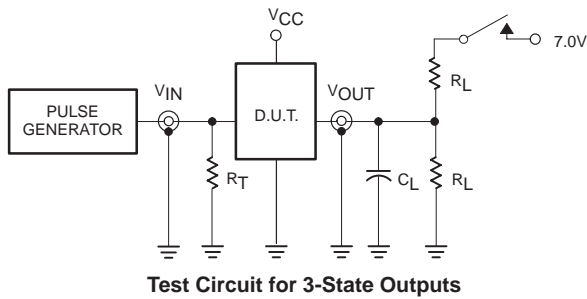 VCC
7.0V
VIN
VOUT
RL
PULSE
GENERATOR
D.U.T.
RT
CL
RL
Test Circuit for 3-State Outputs